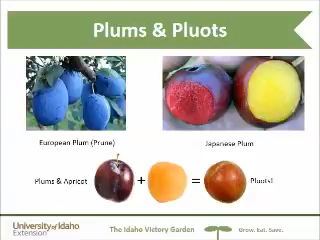 Plums & Pluots
European Plum (Prune)
Japanese Plum
Plums & Apricot
+
=
Pluots!
University of Idaho
Extension
The Idaho Victory Garden
Grow. Eat. Save.